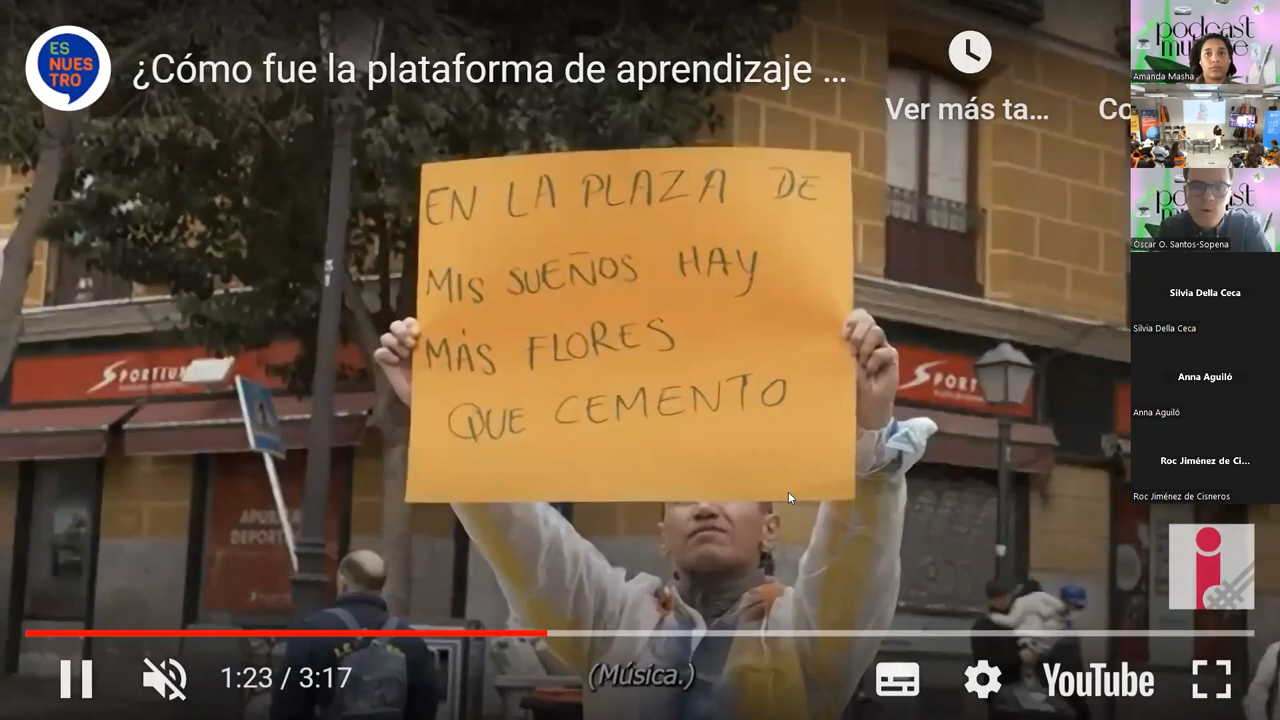 ES
NUES
TRO
¿Cómo fue la plataforma de aprendizaje ...
Ver más ta...
Co
EN LA PLAZA DE
MIS SUEÑOS HAY
MÁS FLORES
QUE CEMENTO
SPORTIUM
SPORT
APUE
DEPORT
(Música.)
1:23 / 3:17
YouTube
podcast
Amanda Masha
podcast
Óscar O. Santos-Sopena
Silvia Della Ceca
Silvia Della Ceca
Anna Aguiló
Anna Aguiló
Roc Jiménez de Ci...
Roc Jiménez de Cisneros
i